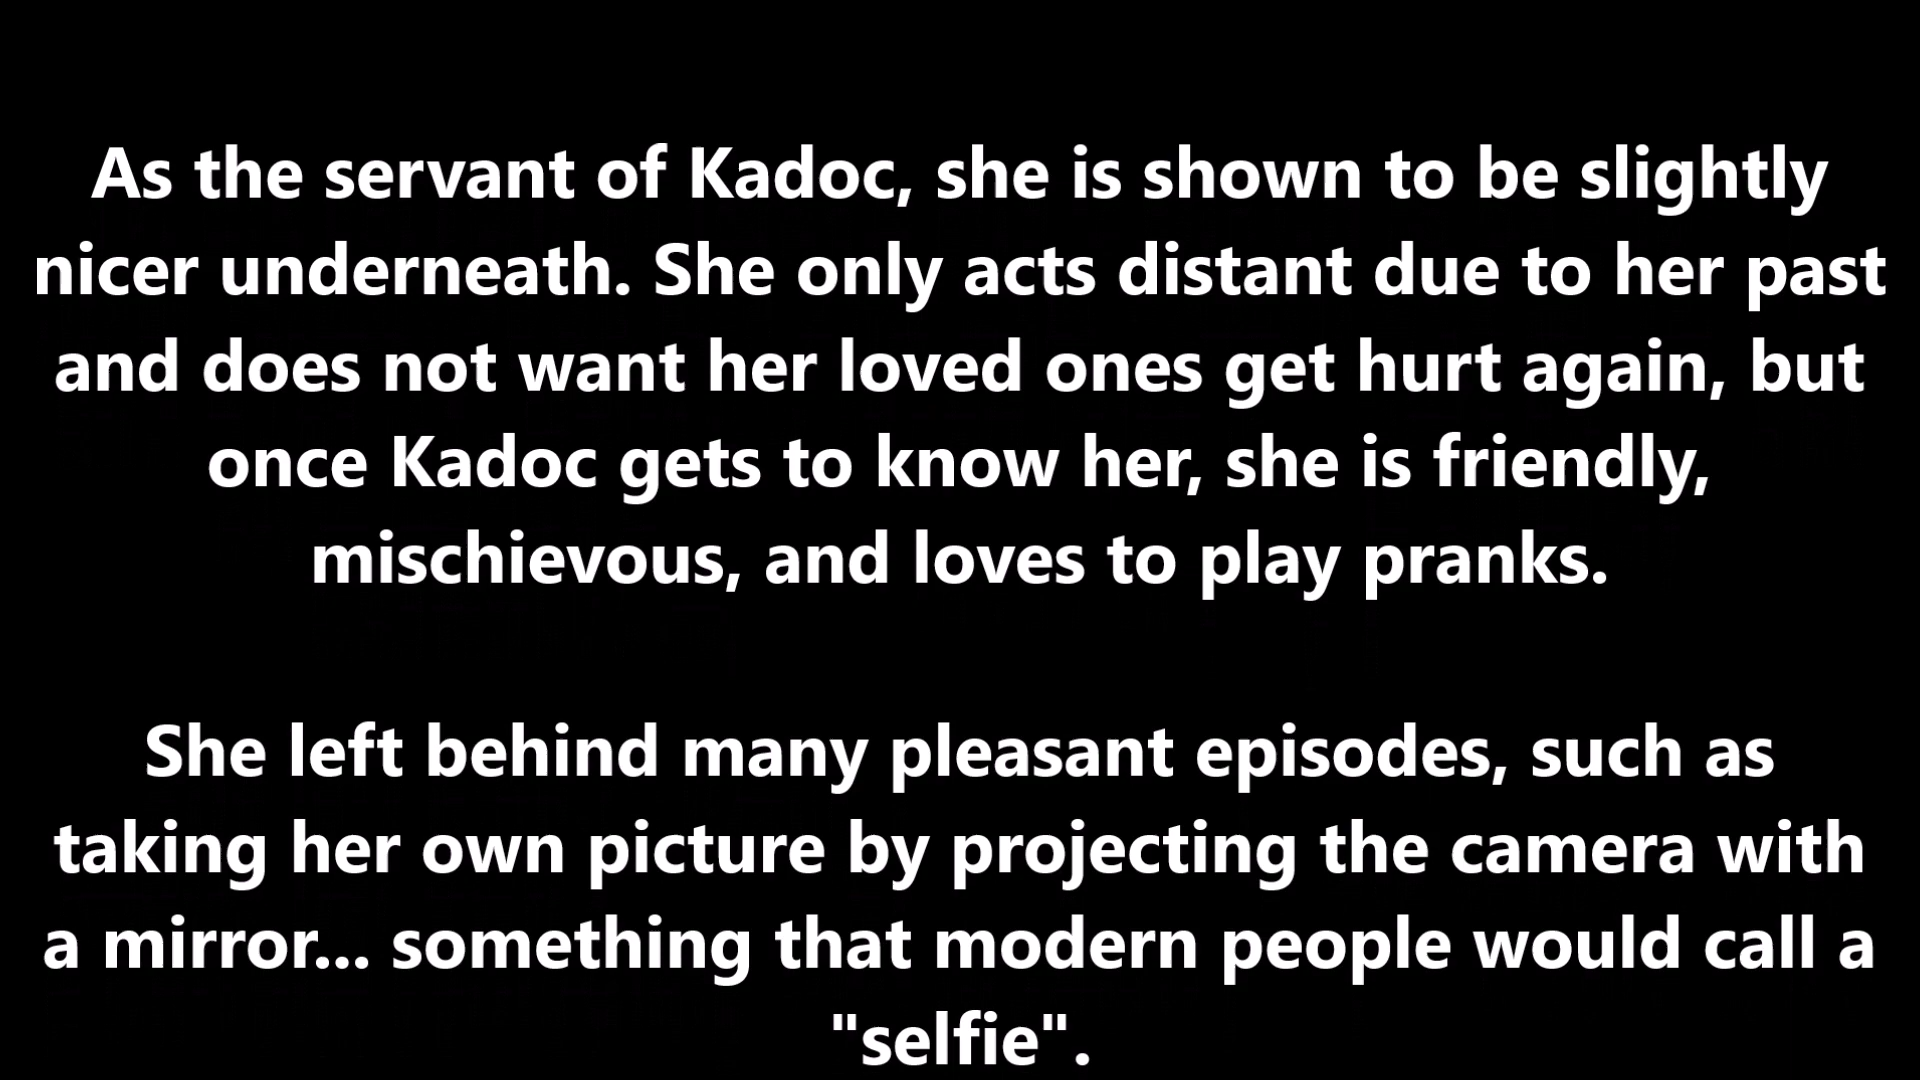 As the servant of Kadoc, she is shown to be slightly
nicer underneath. She only acts distant due to her past
and does not want her loved ones get hurt again, but
once Kadoc gets to know her, she is friendly,
mischievous, and loves to play pranks.
She left behind many pleasant episodes, such as
taking her own picture by projecting the camera with
a mirror... something that modern people would call a
"selfie".